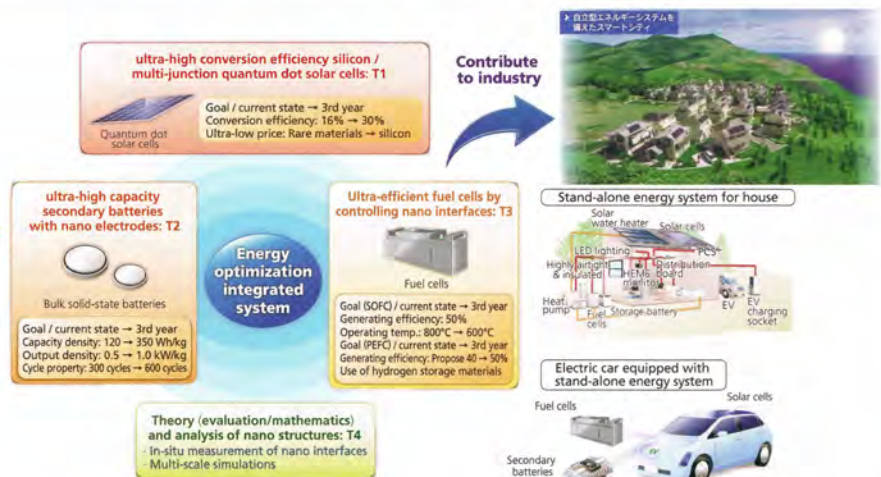 ultra-high conversion efficiency silicon /
multi-junction quantum dot solar cells: T1
Quantum dot
solar cells
Goal / current state → 3rd year
Conversion efficiency: 16% → 30%
Ultra-low price: Rare materials → silicon
Contribute
to industry
自立型エネルギーシステムを
備えたスマートシティ
ultra-high capacity
secondary batteries
with nano electrodes: T2
Bulk solid-state batteries
Goal / current state → 3rd year
Capacity density: 120 → 350 Wh/kg
Output density: 0.5 → 1.0 kW/kg
Cycle property: 300 cycles → 600 cycles
Energy
optimization
integrated
system
Ultra-efficient fuel cells by
controlling nano interfaces: T3
Fuel cells
Goal (SOFC) / current state → 3rd year
Generating efficiency: 50%
Operating temp.: 800°C → 600°C
Goal (PEFC) / current state → 3rd year
Generating efficiency: Propose 40 → 50%
Use of hydrogen storage materials
Theory (evaluation/mathematics)
and analysis of nano structures: T4
· In-situ measurement of nano interfaces
· Multi-scale simulations
Stand-alone energy system for house
Solar
water heater
Solar cells
LED lighting
PCS
Highly airtight
& insulated
HEMS
monitor
Distribution
board
Heat
pump
Fuel
cells
Storage battery
EV
EV
charging
socket
Electric car equipped with
stand-alone energy system
Fuel cells
Solar cells
Secondary
batteries